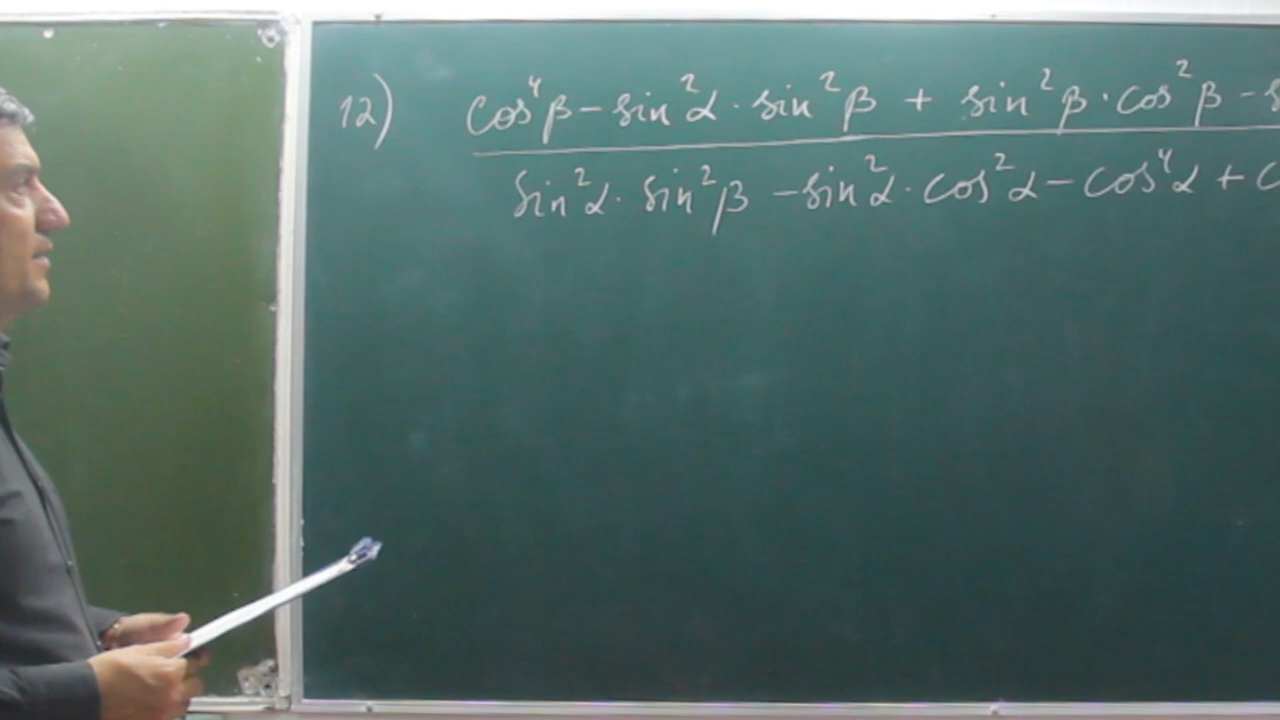 12) cos⁴β - sin²α · sin²β + sin²β · cos²β -
sin²α · sin²β - sin²α · cos²α - cos⁴α +